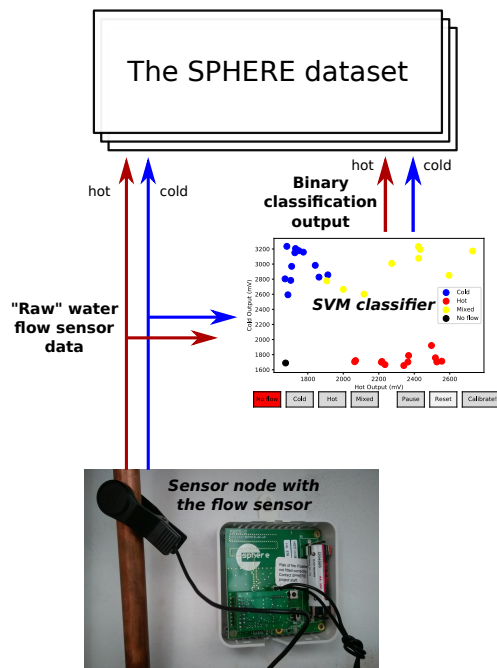 The SPHERE dataset
hot
cold
hot
cold
Binary
classification
output
"Raw" water
flow sensor
data
3200
3000
2800
2600
2400
2200
2000
1800
1600
Cold Output (mV)
SVM classifier
Cold
Hot
Mixed
No flow
1800
2000
2200
2400
2600
Hot Output (mV)
No flow
Cold
Hot
Mixed
Pause
Reset
Calibrate!
Sensor node with
the flow sensor
sphere